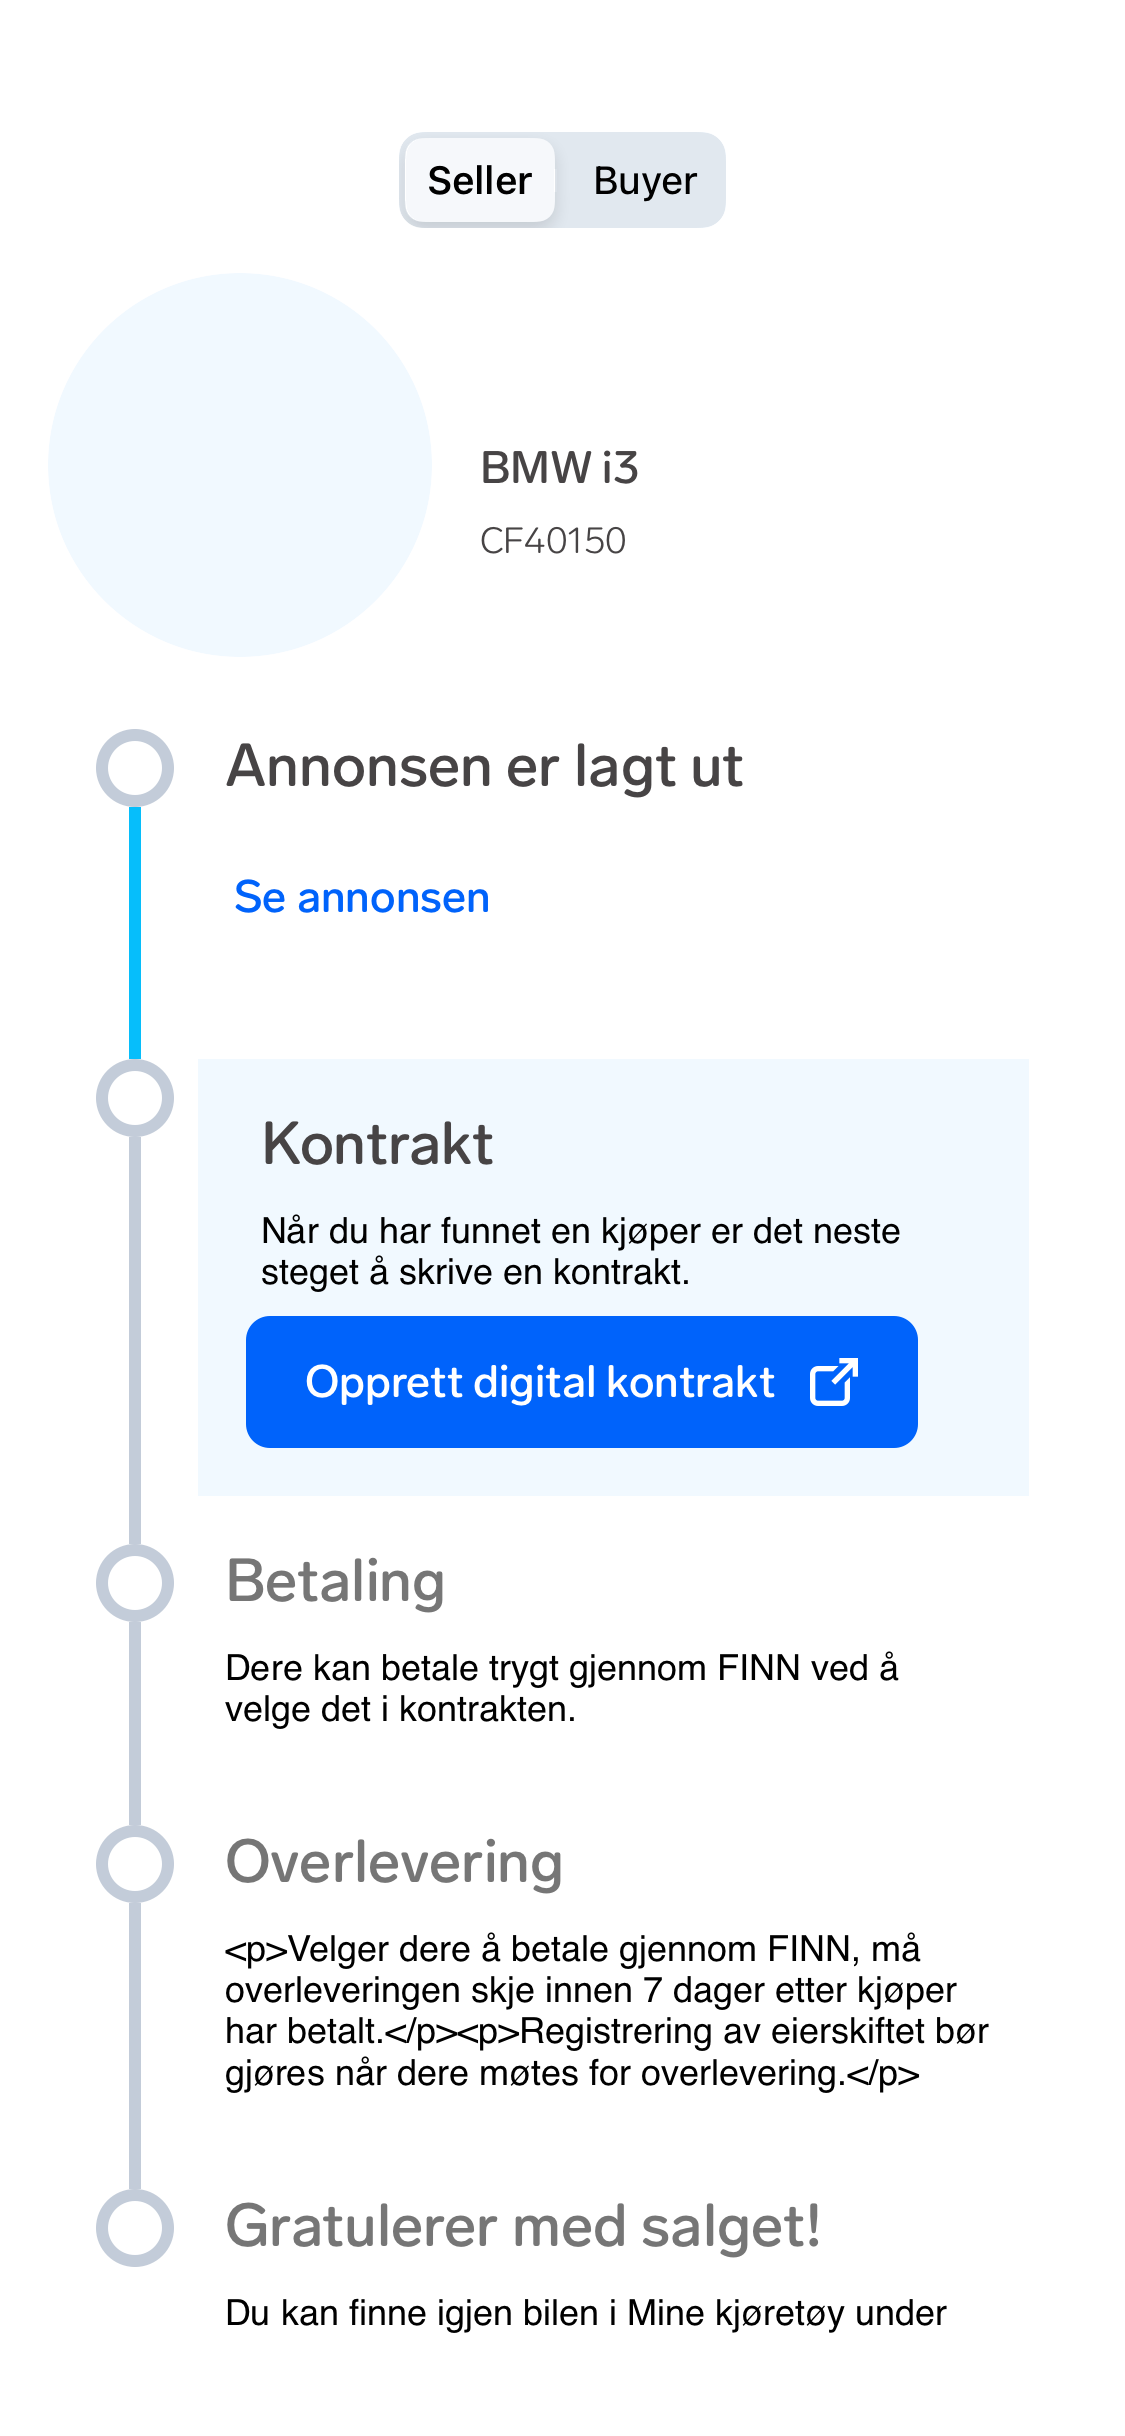 Seller Buyer
BMW i3
CF40150
Annonsen er lagt ut
Se annonsen
Kontrakt
Når du har funnet en kjøper er det neste
steget å skrive en kontrakt.
Opprett digital kontrakt
Betaling
Dere kan betale trygt gjennom FINN ved å
velge det i kontrakten.
Overlevering
<p>Velger dere å betale gjennom FINN, må
overleveringen skje innen 7 dager etter kjøper
har betalt.</p><p>Registrering av eierskiftet bør
gjøres når dere møtes for overlevering.</p>
Gratulerer med salget!
Du kan finne igjen bilen i Mine kjøretøy under